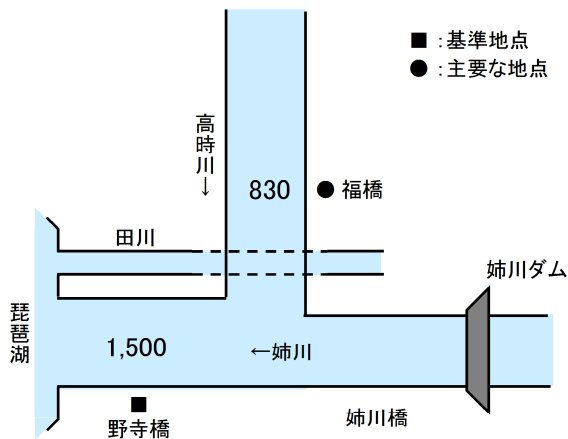 ■：基準地点
●：主要な地点
高時川↓
830
●福橋
田川
姉川ダム
琵琶湖
1,500
←姉川
野寺橋
姉川橋